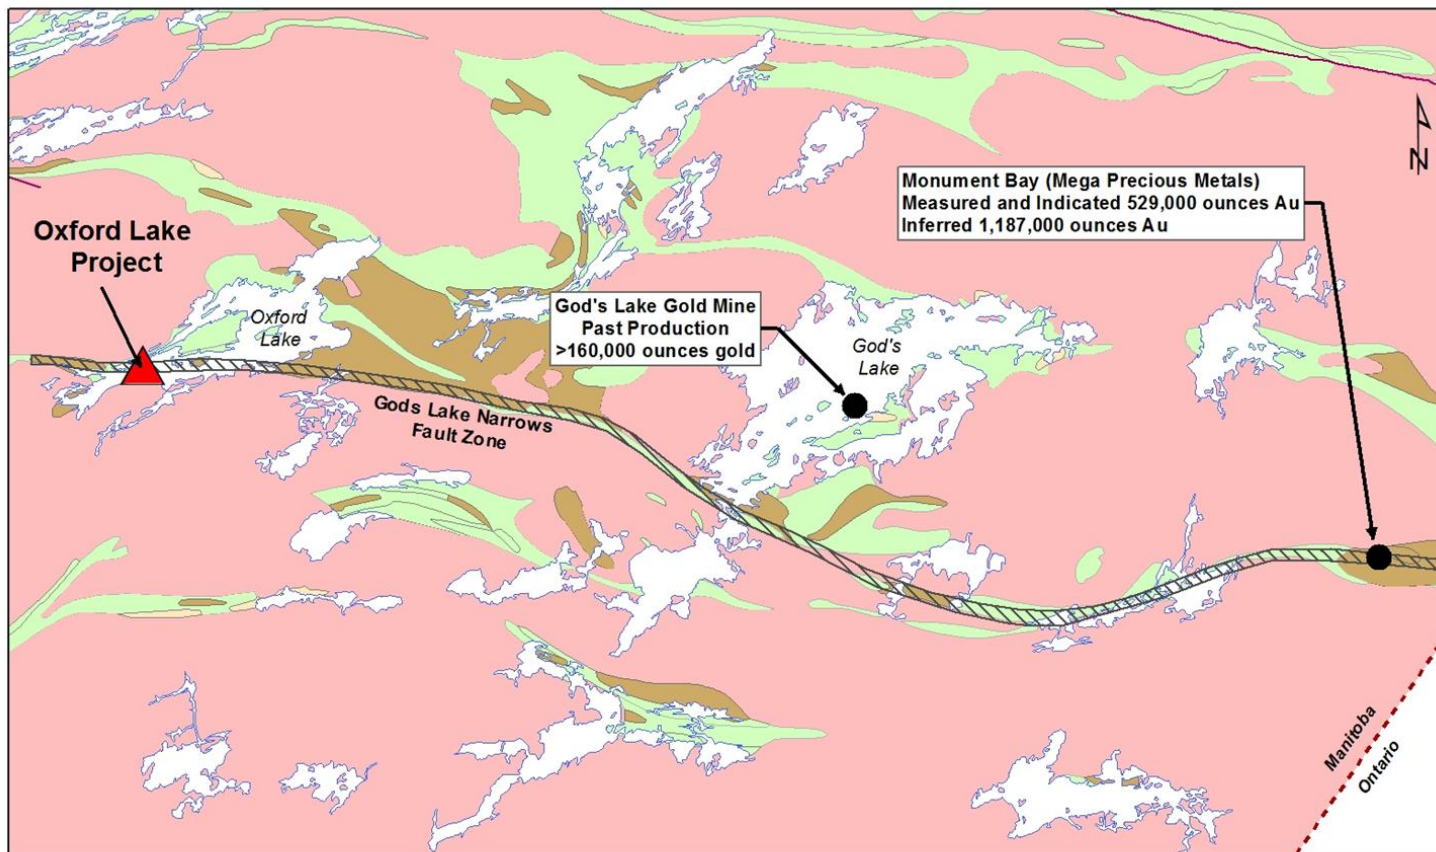 N
Monument Bay (Mega Precious Metals)
Measured and Indicated 529,000 ounces Au
Inferred 1,187,000 ounces Au
Oxford Lake
Project
Oxford
Lake
God's Lake Gold Mine
Past Production
>160,000 ounces gold
God's
Lake
Gods Lake Narrows
Fault Zone
Manitoba
Ontario